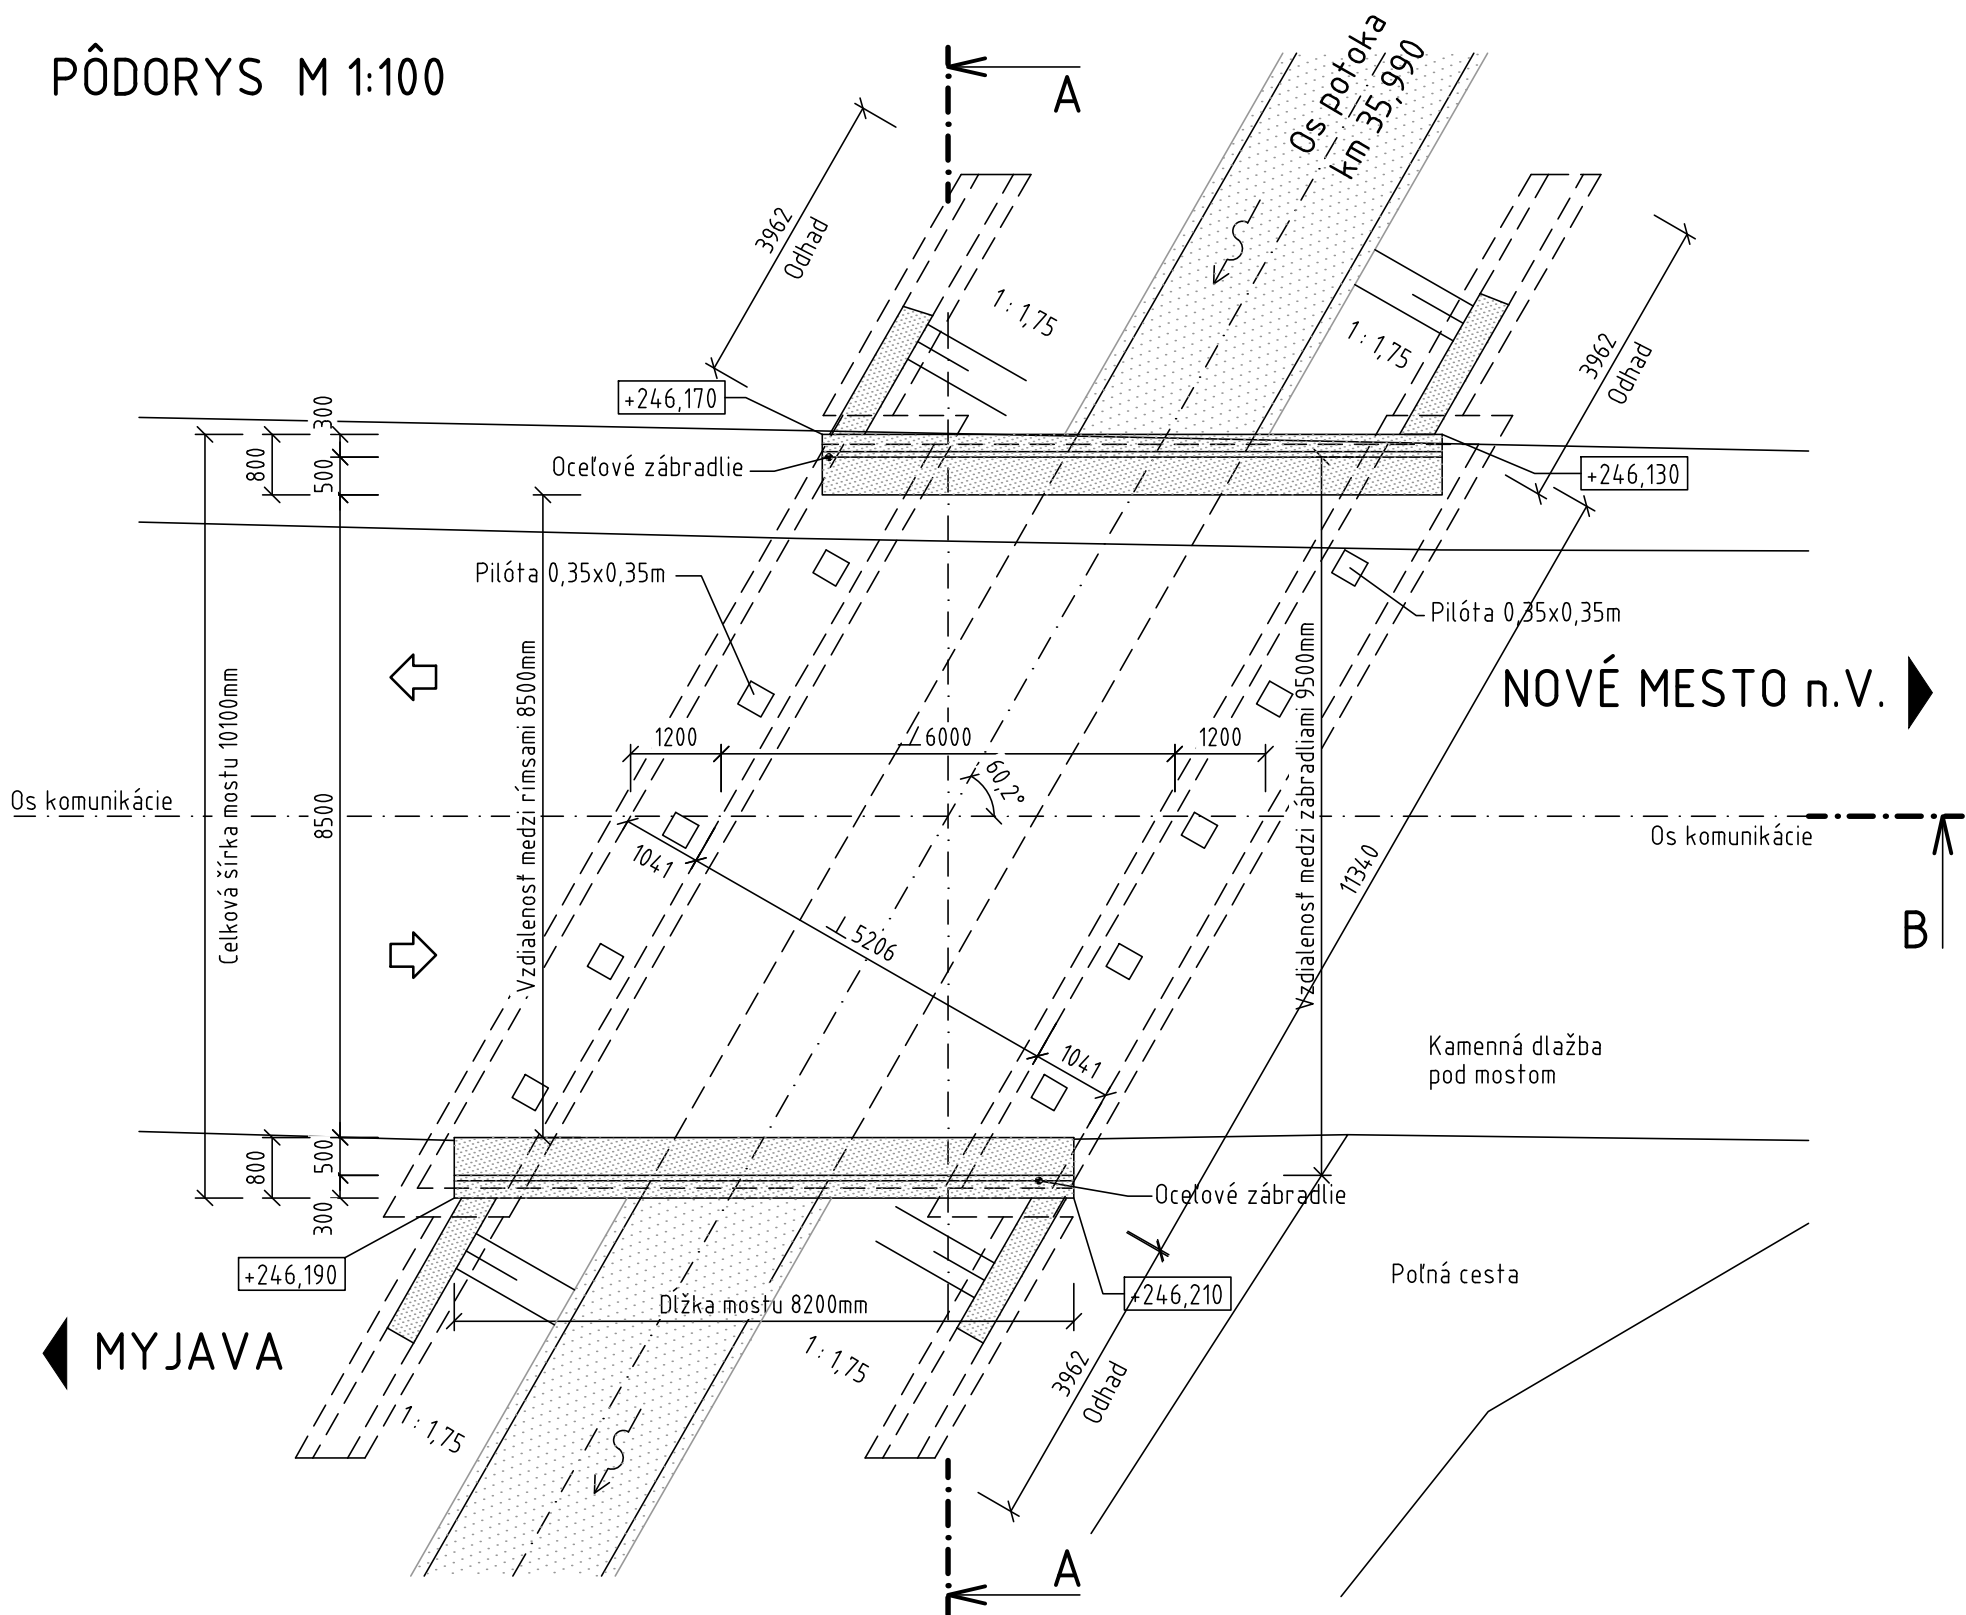 PÔDORYS M 1:100
A
Os potoka
km 35,990
3962
Odhad
1 : 1,75
1 : 1,75
3962
Odhad
+246,170
300
800
500
Oceľové zábradlie
+246,130
Pilóta 0,35x0,35m
Pilóta 0,35x0,35m
NOVÉ MESTO n.V.
Celková šírka mostu 10100mm
8500
Vzdialenosť medzi rímsami 8500mm
Vzdialenosť medzi zábradliami 9500mm
1200
⊥6000
1200
60,2°
Os komunikácie
Os komunikácie
1041
⊥ 5206
1041
11340
B
Kamenná dlažba
pod mostom
800
500
300
Oceľové zábradlie
+246,190
+246,210
Poľná cesta
Dĺžka mostu 8200mm
MYJAVA
1 : 1,75
1 : 1,75
3962
Odhad
A